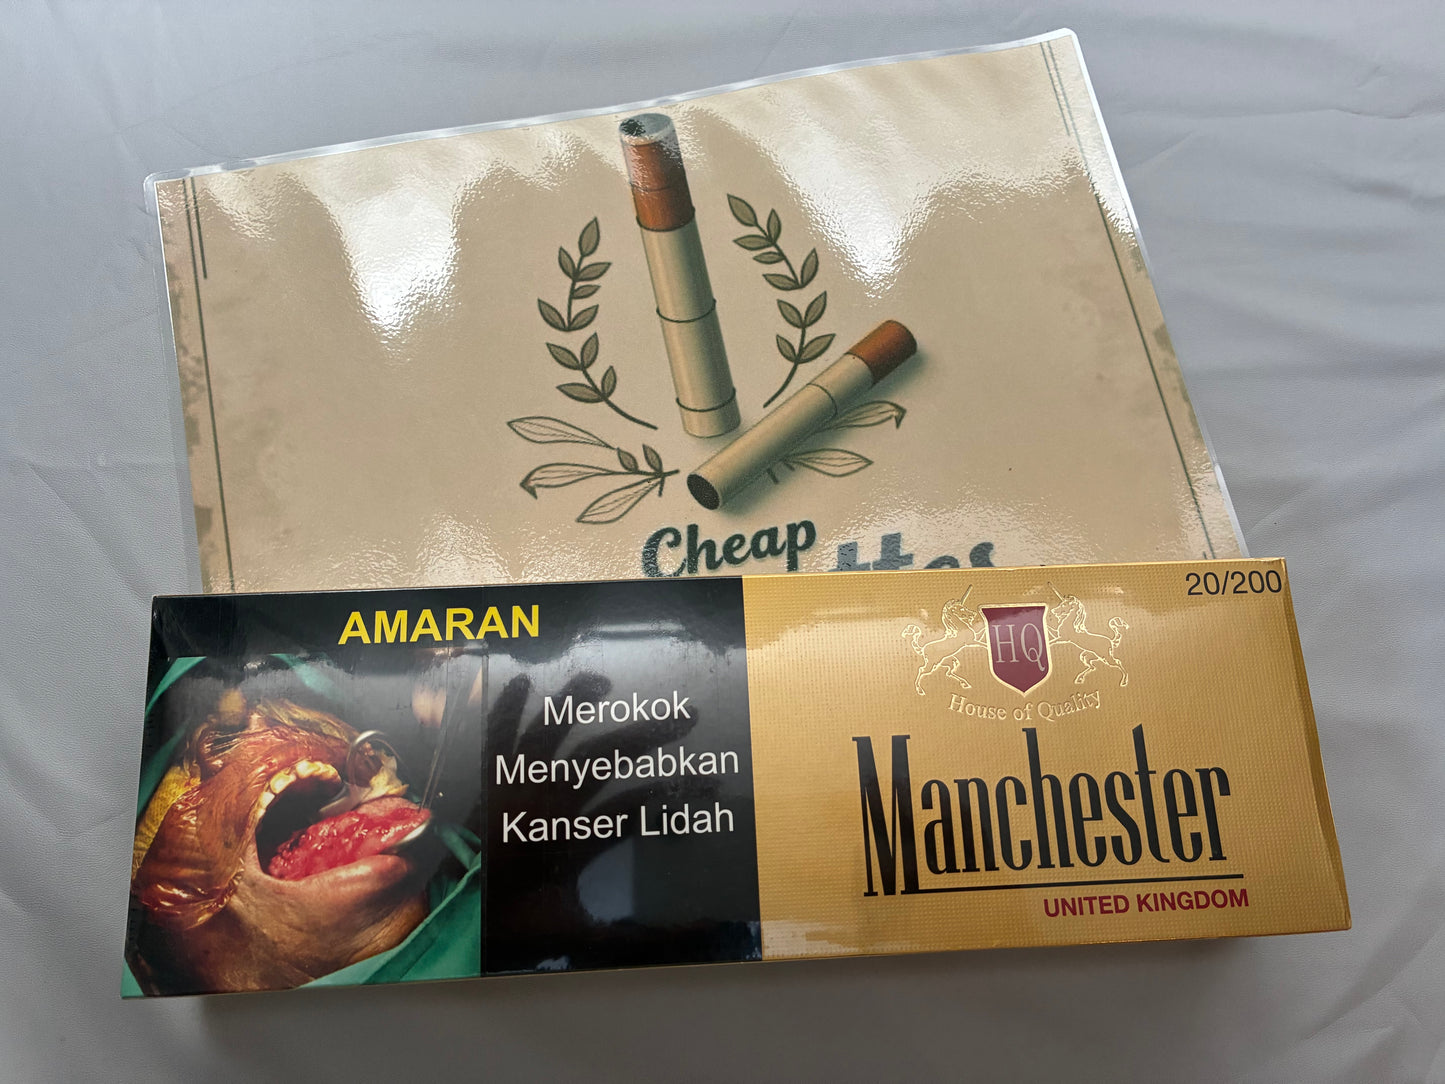 Cheap
AMARAN
Merokok
Menyebabkan
Kanser Lidah
20/200
HQ
House of Quality
Manchester
UNITED KINGDOM